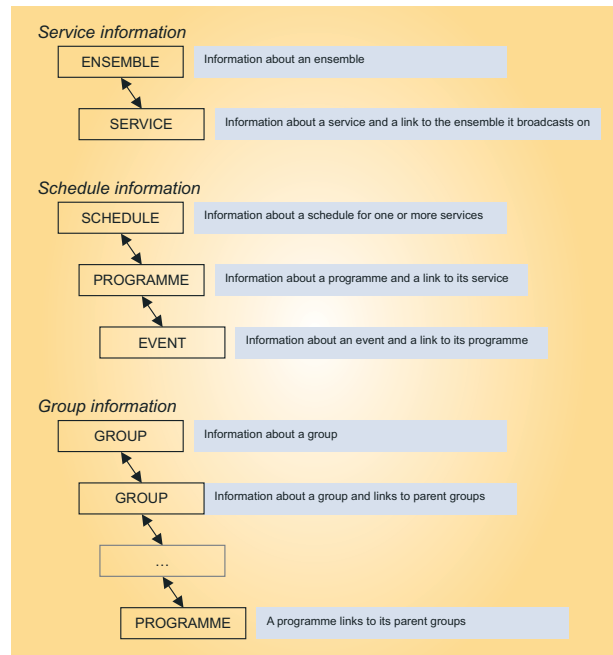 Service information
ENSEMBLE
Information about an ensemble
SERVICE
Information about a service and a link to the ensemble it broadcasts on
Schedule information
SCHEDULE
Information about a schedule for one or more services
PROGRAMME
Information about a programme and a link to its service
EVENT
Information about an event and a link to its programme
Group information
GROUP
Information about a group
GROUP
Information about a group and links to parent groups
...
PROGRAMME
A programme links to its parent groups